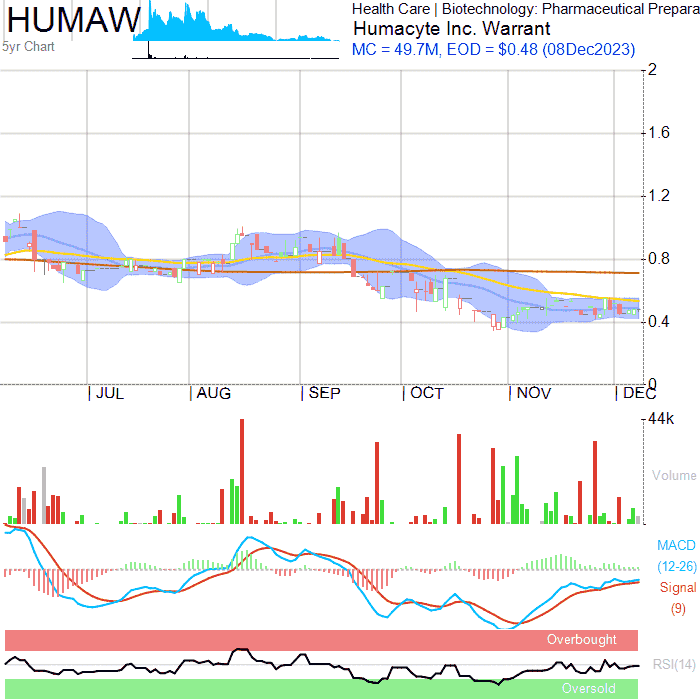 HUMAW
5yr Chart
Health Care | Biotechnology: Pharmaceutical Prepara
Humacyte Inc. Warrant
MC = 49.7M, EOD = $0.48 (08Dec2023)
2
1.6
1.2
0.8
0.4
0
JUL AUG SEP OCT NOV DEC
44k
Volume
MACD
(12-26)
Signal
(9)
Overbought
RSI(14)
Oversold